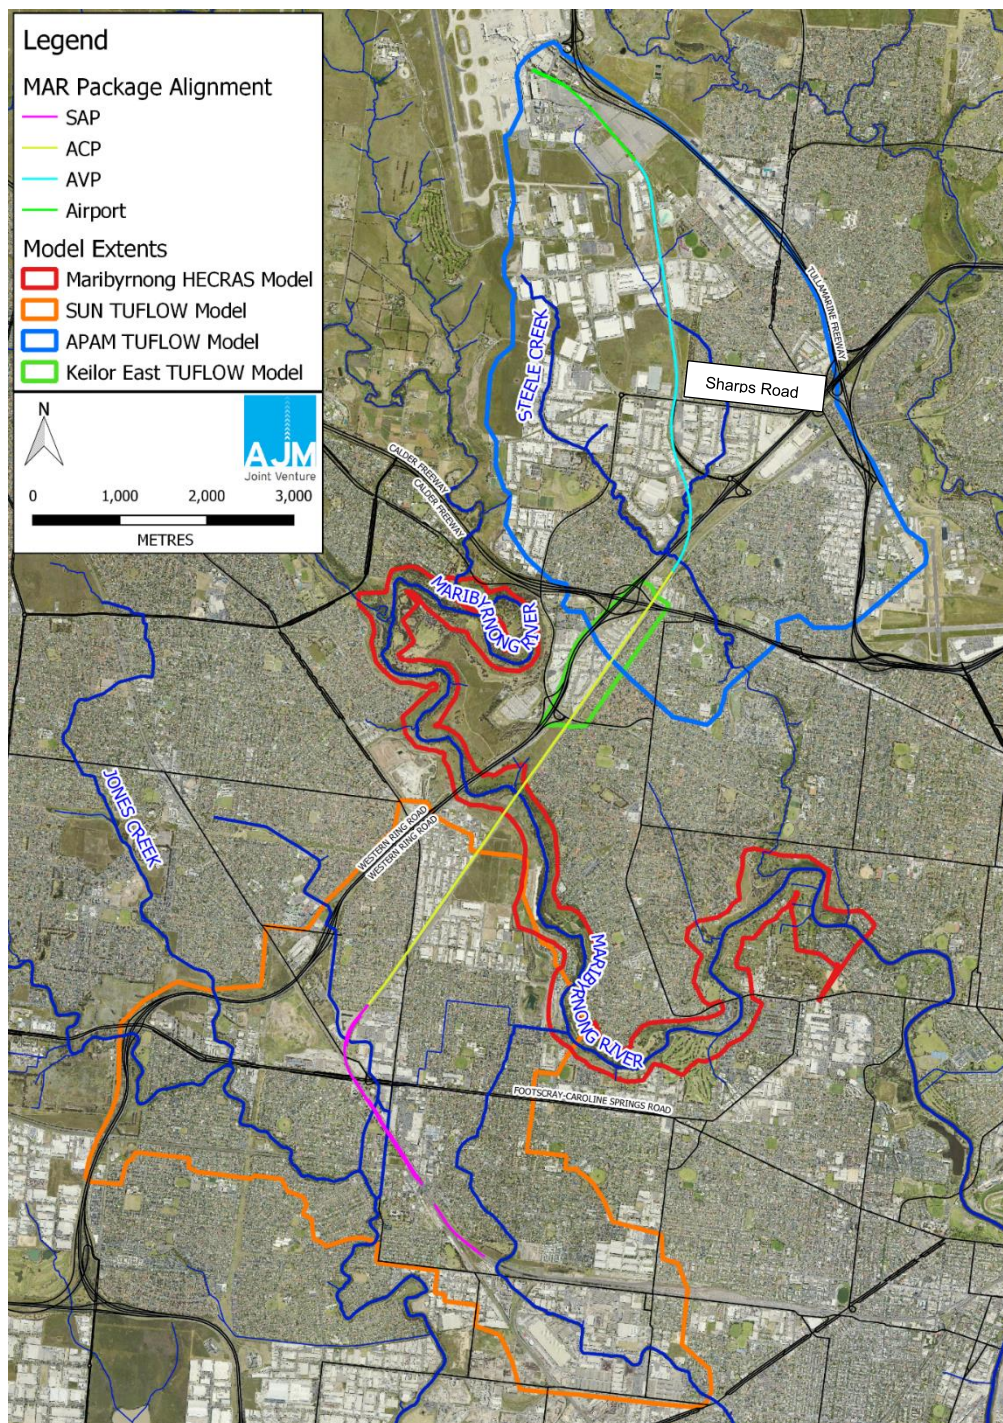 Legend
MAR Package Alignment
SAP
ACP
AVP
Airport
Model Extents
Maribyrnong HECRAS Model
SUN TUFLOW Model
APAM TUFLOW Model
Keilor East TUFLOW Model
N
AJM
Joint Venture
0 1,000 2,000 3,000
METRES
TULLAMARINE FREEWAY
STEELE CREEK
Sharps Road
CALDER FREEWAY
CALDER FREEWAY
MARIBYRNONG RIVER
JONES CREEK
WESTERN RING ROAD
WESTERN RING ROAD
MARIBYRNONG RIVER
FOOTSCRAY-CAROLINE SPRINGS ROAD